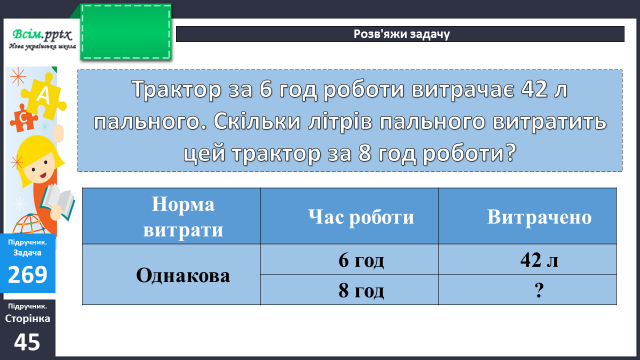 Всім.pptx
Нова українська школа
Розв'яжи задачу
Трактор за 6 год роботи витрачає 42 л
пального. Скільки літрів пального витратить
цей трактор за 8 год роботи?
Норма
витрати
Час роботи
Витрачено
Однакова
6 год
42 л
8 год
?
А
С
Підручник.
Задача
269
Підручник.
Сторінка
45